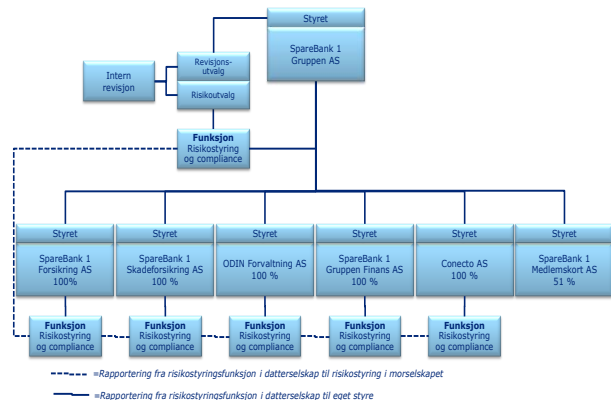 Styret
SpareBank 1
Gruppen AS
Revisjons-
utvalg
Intern
revisjon
Risikoutvalg
Funksjon
Risikostyring
og compliance
Styret
Styret
Styret
Styret
Styret
Styret
SpareBank 1
Forsikring AS
100%
SpareBank 1
Skadeforsikring AS
100 %
ODIN Forvaltning AS
100 %
SpareBank 1
Gruppen Finans AS
100 %
Conecto AS
100 %
SpareBank 1
Medlemskort AS
51 %
Funksjon
Risikostyring
og compliance
Funksjon
Risikostyring
og compliance
Funksjon
Risikostyring
og compliance
Funksjon
Risikostyring
og compliance
Funksjon
Risikostyring
og compliance
=Rapportering fra risikostyringsfunksjon i datterselskap til risikostyring i morselskapet
=Rapportering fra risikostyringsfunksjon i datterselskap til eget styre